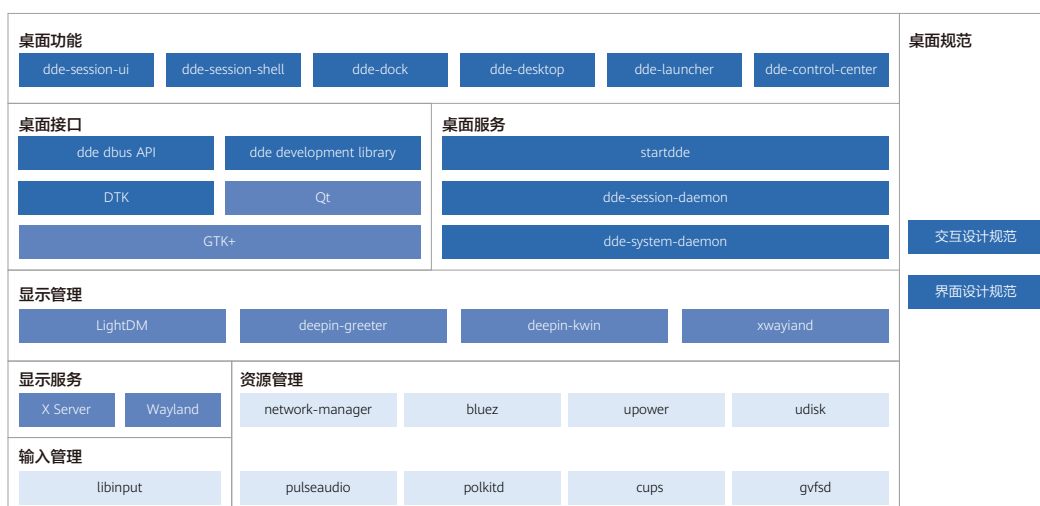 桌面功能
dde-session-ui
dde-session-shell
dde-dock
dde-desktop
dde-launcher
dde-control-center
桌面规范
交互设计规范
界面设计规范
桌面接口
dde dbus API
dde development library
DTK
Qt
GTK+
桌面服务
startdde
dde-session-daemon
dde-system-daemon
显示管理
LightDM
deepin-greeter
deepin-kwin
xwayiand
显示服务
X Server
Wayland
输入管理
libinput
资源管理
network-manager
bluez
upower
udisk
pulseaudio
polkitd
cups
gvfsd